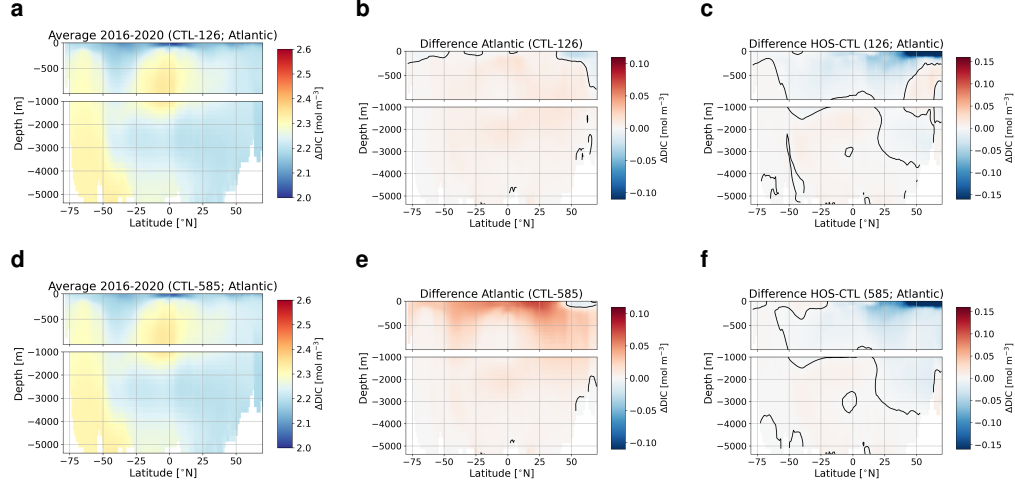 a
Average 2016-2020 (CTL-126; Atlantic)
0
−500
−1000
−2000
−3000
−4000
−5000
Depth [m]
−75 −50 −25 0 25 50
Latitude [°N]
2.6
2.5
2.4
2.3
2.2
2.1
2.0
ΔDIC [mol m⁻³]
b
Difference Atlantic (CTL-126)
0
−500
−1000
−2000
−3000
−4000
−5000
Depth [m]
−75 −50 −25 0 25 50
Latitude [°N]
0.10
0.05
0.00
−0.05
−0.10
ΔDIC [mol m⁻³]
c
Difference HOS-CTL (126; Atlantic)
0
−500
−1000
−2000
−3000
−4000
−5000
Depth [m]
−75 −50 −25 0 25 50
Latitude [°N]
0.15
0.10
0.05
0.00
−0.05
−0.10
−0.15
ΔDIC [mol m⁻³]
d
Average 2016-2020 (CTL-585; Atlantic)
0
−500
−1000
−2000
−3000
−4000
−5000
Depth [m]
−75 −50 −25 0 25 50
Latitude [°N]
2.6
2.5
2.4
2.3
2.2
2.1
2.0
ΔDIC [mol m⁻³]
e
Difference Atlantic (CTL-585)
0
−500
−1000
−2000
−3000
−4000
−5000
Depth [m]
−75 −50 −25 0 25 50
Latitude [°N]
0.10
0.05
0.00
−0.05
−0.10
ΔDIC [mol m⁻³]
f
Difference HOS-CTL (585; Atlantic)
0
−500
−1000
−2000
−3000
−4000
−5000
Depth [m]
−75 −50 −25 0 25 50
Latitude [°N]
0.15
0.10
0.05
0.00
−0.05
−0.10
−0.15
ΔDIC [mol m⁻³]